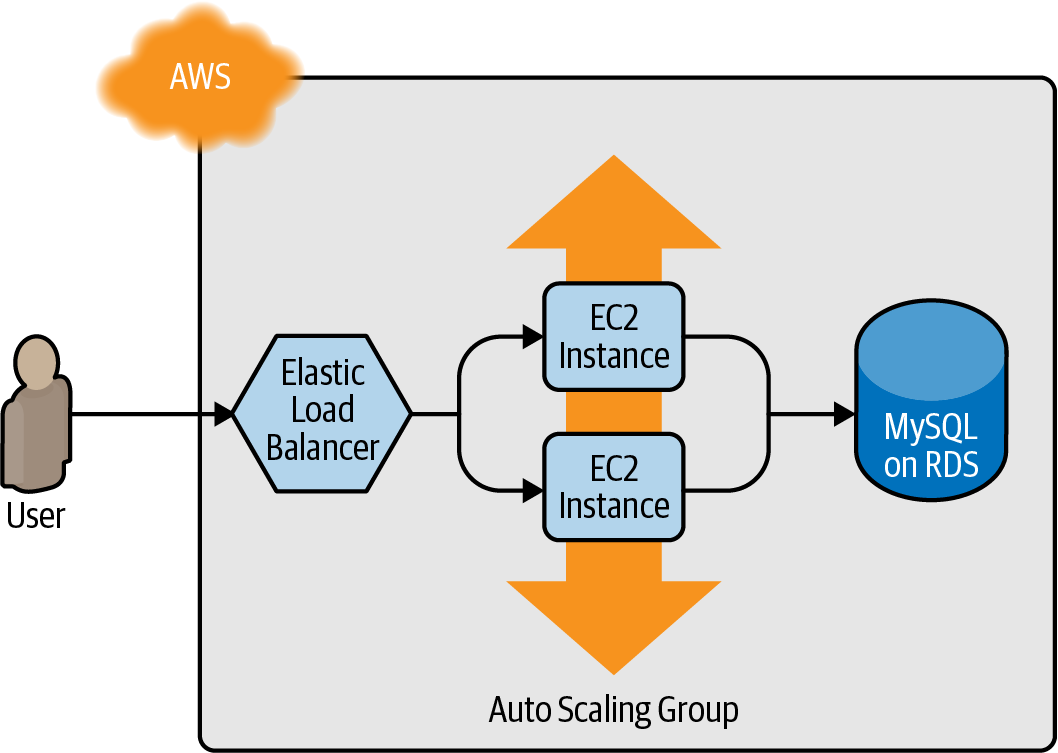 AWS
User
Elastic
Load
Balancer
EC2
Instance
EC2
Instance
MySQL
on RDS
Auto Scaling Group